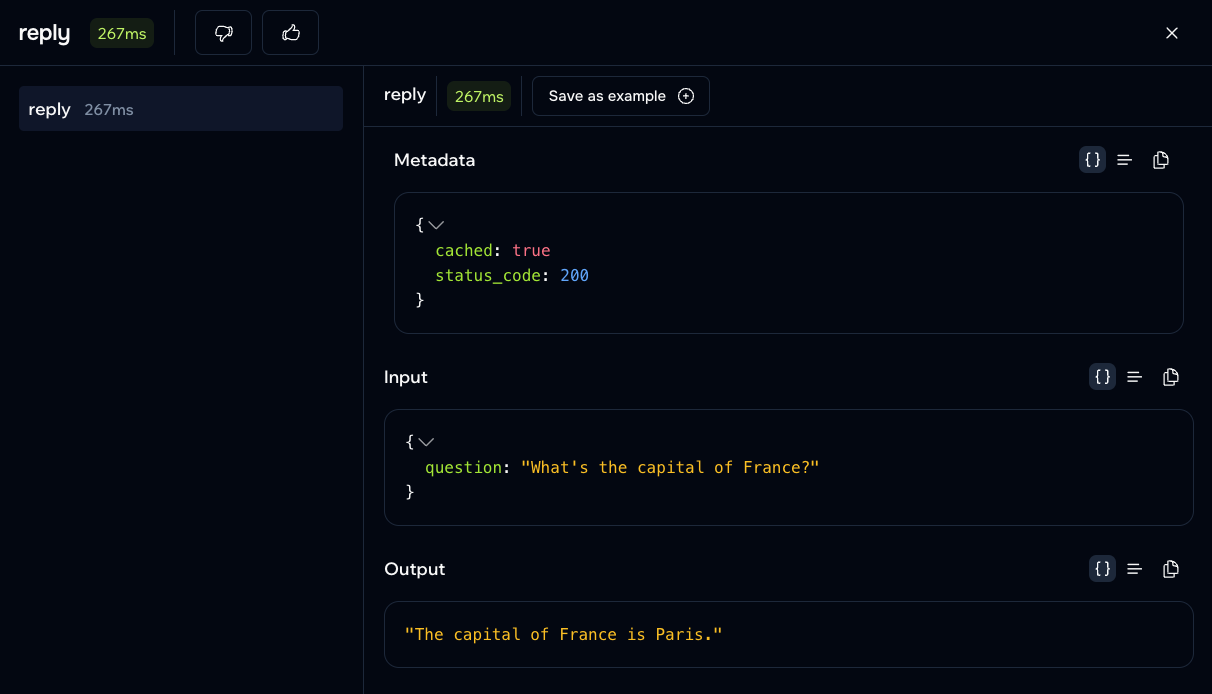 reply 267ms
reply 267ms
reply 267ms Save as example
Metadata
{
cached: true
status_code: 200
}
Input
{
question: "What's the capital of France?"
}
Output
"The capital of France is Paris."